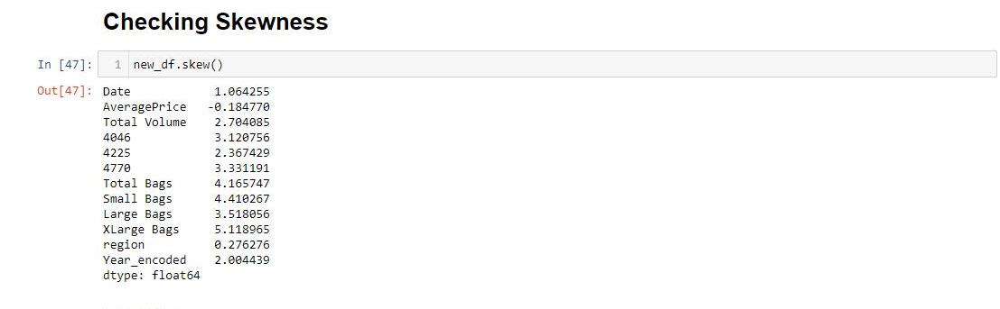 Checking Skewness
In [47]: 1 new_df.skew()
Out[47]: Date 1.064255
AveragePrice -0.184770
Total Volume 2.704085
4046 3.120756
4225 2.367429
4770 3.331191
Total Bags 4.165747
Small Bags 4.410267
Large Bags 3.518056
XLarge Bags 5.118965
region 0.276276
Year_encoded 2.004439
dtype: float64